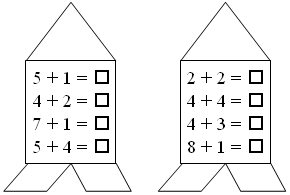 5 + 1 = □
4 + 2 = □
7 + 1 = □
5 + 4 = □
2 + 2 = □
4 + 4 = □
4 + 3 = □
8 + 1 = □